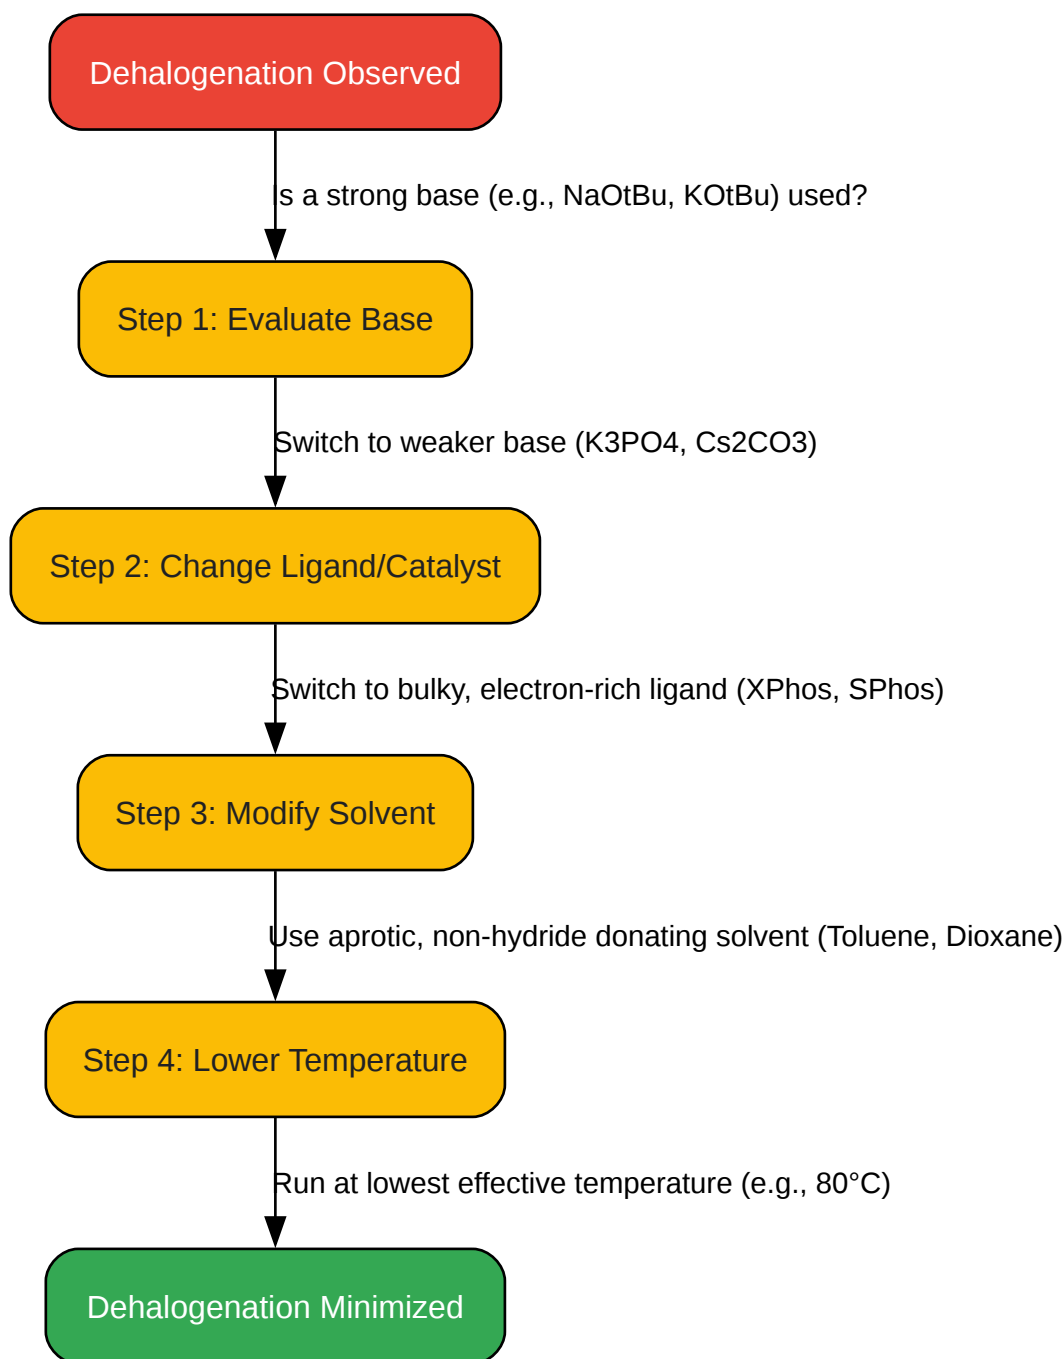 Dehalogenation Observed
Is a strong base (e.g., NaOtBu, KOtBu) used?
Step 1: Evaluate Base
Switch to weaker base (K3PO4, Cs2CO3)
Step 2: Change Ligand/Catalyst
Switch to bulky, electron-rich ligand (XPhos, SPhos)
Step 3: Modify Solvent
Use aprotic, non-hydride donating solvent (Toluene, Dioxane)
Step 4: Lower Temperature
Run at lowest effective temperature (e.g., 80°C)
Dehalogenation Minimized